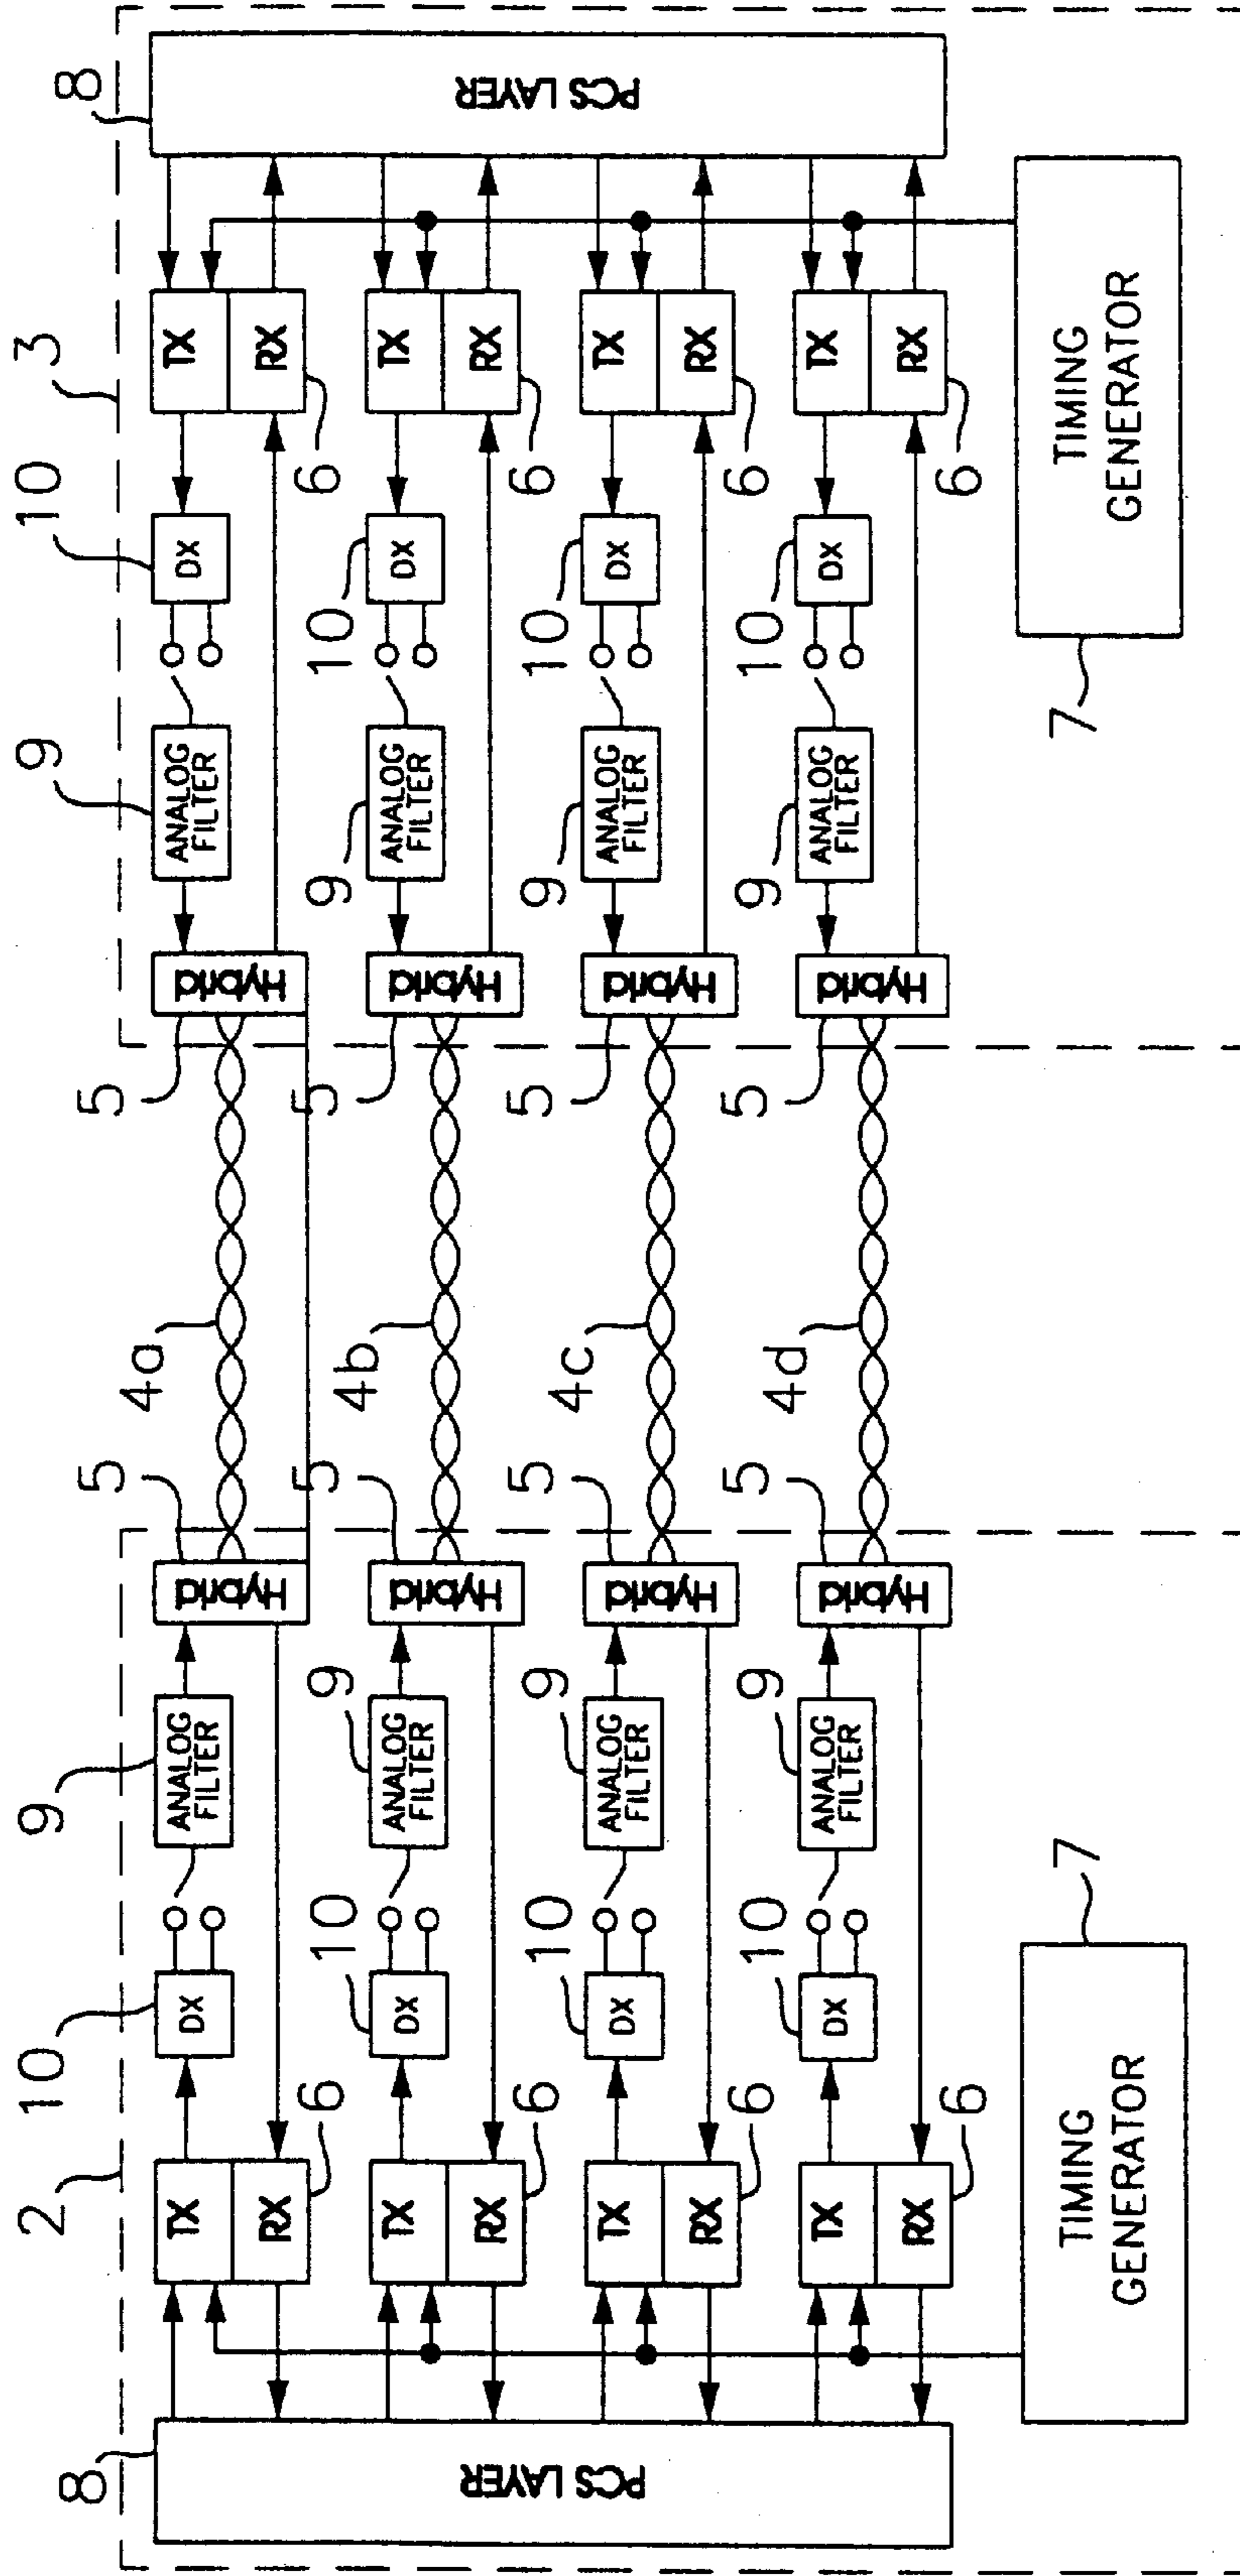 2 10 9 9 10 3
8 5 4a 5 8
TX DX ANALOG FILTER Hybrid Hybrid ANALOG FILTER DX TX
RX RX
6 6
10 9 5 4b 5 9 10
TX DX ANALOG FILTER Hybrid Hybrid ANALOG FILTER DX TX
PCS LAYER RX RX PCS LAYER
6 6
10 9 5 4c 5 9 10
TX DX ANALOG FILTER Hybrid Hybrid ANALOG FILTER DX TX
RX RX
6 6
10 9 5 4d 5 9 10
TX DX ANALOG FILTER Hybrid Hybrid ANALOG FILTER DX TX
RX RX
6 6
7 7
TIMING GENERATOR
TIMING GENERATOR